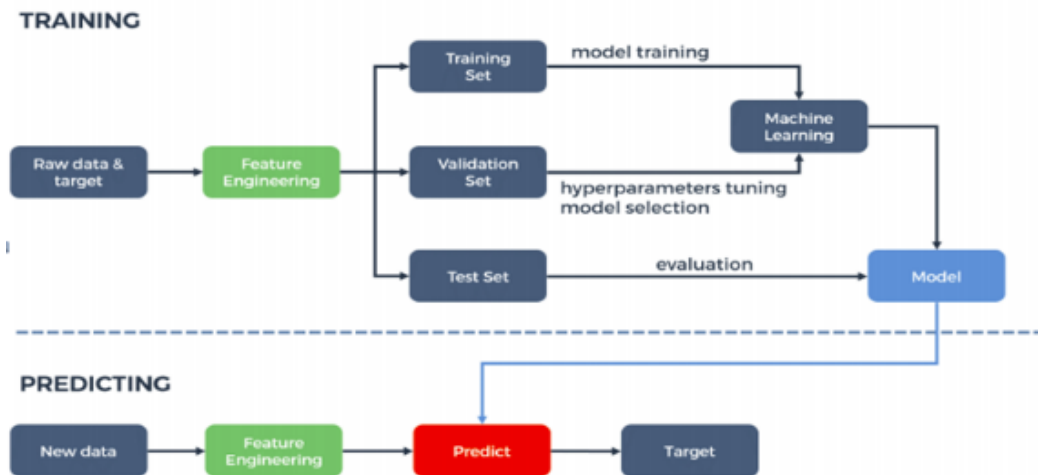 TRAINING
Training
Set
model training
Machine
Learning
Raw data &
target
Feature
Engineering
Validation
Set
hyperparameters tuning
model selection
Test Set
evaluation
Model
PREDICTING
New data
Feature
Engineering
Predict
Target